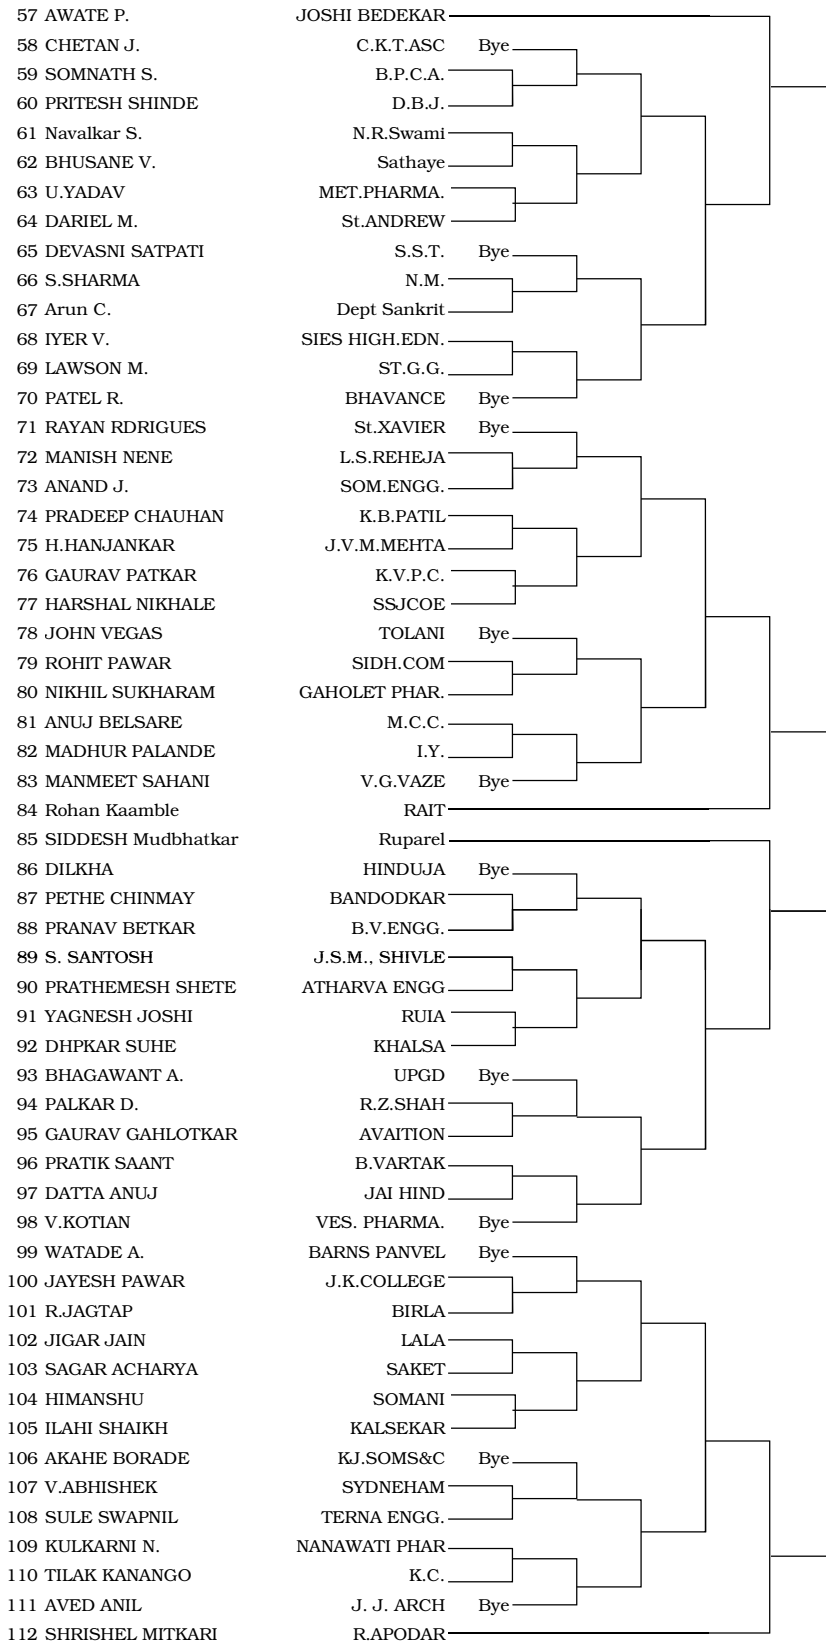 57 AWATE P. JOSHI BEDEKAR
58 CHETAN J. C.K.T.ASC Bye
59 SOMNATH S. B.P.C.A.
60 PRITESH SHINDE D.B.J.
61 Navalkar S. N.R.Swami
62 BHUSANE V. Sathaye
63 U.YADAV MET.PHARMA.
64 DARIEL M. St.ANDREW
65 DEVASNI SATPATI S.S.T. Bye
66 S.SHARMA N.M.
67 Arun C. Dept Sankrit
68 IYER V. SIES HIGH.EDN.
69 LAWSON M. ST.G.G.
70 PATEL R. BHAVANCE Bye
71 RAYAN RDRIGUES St.XAVIER Bye
72 MANISH NENE L.S.REHEJA
73 ANAND J. SOM.ENGG.
74 PRADEEP CHAUHAN K.B.PATIL
75 H.HANJANKAR J.V.M.MEHTA
76 GAURAV PATKAR K.V.P.C.
77 HARSHAL NIKHALE SSJCOE
78 JOHN VEGAS TOLANI Bye
79 ROHIT PAWAR SIDH.COM
80 NIKHIL SUKHARAM GAHOLET PHAR.
81 ANUJ BELSARE M.C.C.
82 MADHUR PALANDE I.Y.
83 MANMEET SAHANI V.G.VAZE Bye
84 Rohan Kaamble RAIT
85 SIDDESH Mudbhatkar Ruparel
86 DILKHA HINDUJA Bye
87 PETHE CHINMAY BANDODKAR
88 PRANAV BETKAR B.V.ENGG.
89 S. SANTOSH J.S.M., SHIVLE
90 PRATHEMESH SHETE ATHARVA ENGG
91 YAGNESH JOSHI RUIA
92 DHPKAR SUHE KHALSA
93 BHAGAWANT A. UPGD Bye
94 PALKAR D. R.Z.SHAH
95 GAURAV GAHLOTKAR AVAITION
96 PRATIK SAANT B.VARTAK
97 DATTA ANUJ JAI HIND
98 V.KOTIAN VES. PHARMA. Bye
99 WATADE A. BARNS PANVEL Bye
100 JAYESH PAWAR J.K.COLLEGE
101 R.JAGTAP BIRLA
102 JIGAR JAIN LALA
103 SAGAR ACHARYA SAKET
104 HIMANSHU SOMANI
105 ILAHI SHAIKH KALSEKAR
106 AKAHE BORADE KJ.SOMS&C Bye
107 V.ABHISHEK SYDNEHAM
108 SULE SWAPNIL TERNA ENGG.
109 KULKARNI N. NANAWATI PHAR
110 TILAK KANANGO K.C.
111 AVED ANIL J. J. ARCH Bye
112 SHRISHEL MITKARI R.APODAR